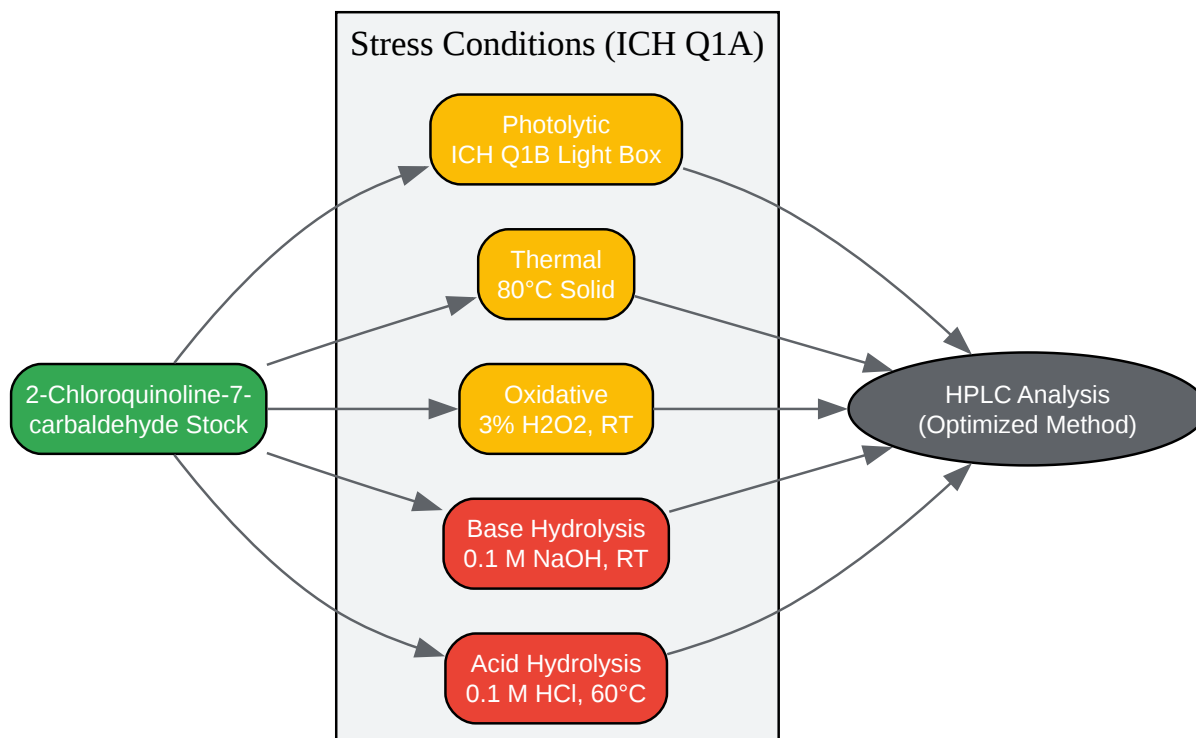 Stress Conditions (ICH Q1A)
Photolytic
ICH Q1B Light Box
Thermal
80°C Solid
2-Chloroquinoline-7-
carbaldehyde Stock
Oxidative
3% H2O2, RT
HPLC Analysis
(Optimized Method)
Base Hydrolysis
0.1 M NaOH, RT
Acid Hydrolysis
0.1 M HCl, 60°C